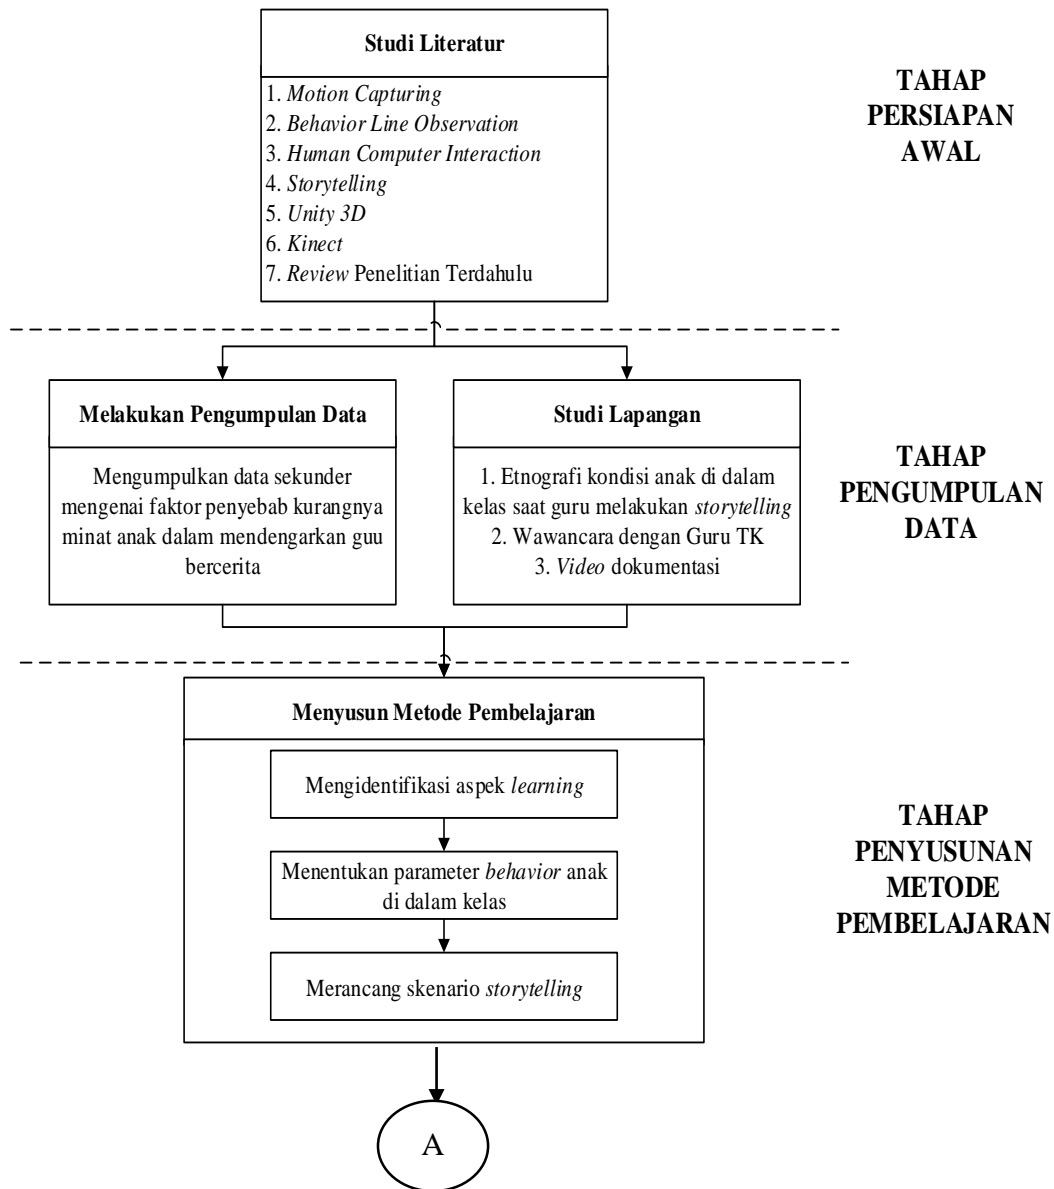 Studi Literatur
1. Motion Capturing
2. Behavior Line Observation
3. Human Computer Interaction
4. Storytelling
5. Unity 3D
6. Kinect
7. Review Penelitian Terdahulu
TAHAP
PERSIAPAN
AWAL
Melakukan Pengumpulan Data
Mengumpulkan data sekunder
mengenai faktor penyebab kurangnya
minat anak dalam mendengarkan guu
bercerita
Studi Lapangan
1. Etnografi kondisi anak di dalam
kelas saat guru melakukan storytelling
2. Wawancara dengan Guru TK
3. Video dokumentasi
TAHAP
PENGUMPULAN
DATA
Menyusun Metode Pembelajaran
Mengidentifikasi aspek learning
Menentukan parameter behavior anak
di dalam kelas
Merancang skenario storytelling
TAHAP
PENYUSUNAN
METODE
PEMBELAJARAN
A